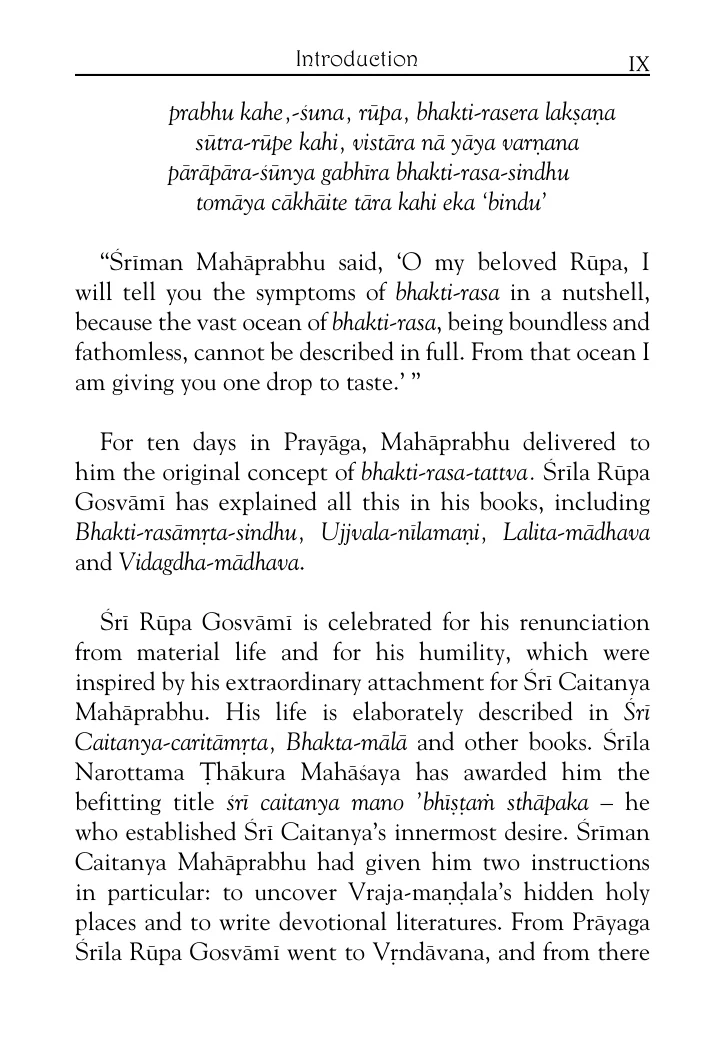 Introduction IX
prabhu kahe,-śuna, rūpa, bhakti-rasera lakṣaṇa
sūtra-rūpe kahi, vistāra nā yāya varṇana
pārāpāra-śūnya gabhīra bhakti-rasa-sindhu
tomāya cākhāite tāra kahi eka ‘bindu’
“Śrīman Mahāprabhu said, ‘O my beloved Rūpa, I
will tell you the symptoms of bhakti-rasa in a nutshell,
because the vast ocean of bhakti-rasa, being boundless and
fathomless, cannot be described in full. From that ocean I
am giving you one drop to taste.’ ”
For ten days in Prayāga, Mahāprabhu delivered to
him the original concept of bhakti-rasa-tattva. Śrīla Rūpa
Gosvāmī has explained all this in his books, including
Bhakti-rasāmṛta-sindhu, Ujjvala-nīlamaṇi, Lalita-mādhava
and Vidagdha-mādhava.
Śrī Rūpa Gosvāmī is celebrated for his renunciation
from material life and for his humility, which were
inspired by his extraordinary attachment for Śrī Caitanya
Mahāprabhu. His life is elaborately described in Śrī
Caitanya-caritāmṛta, Bhakta-mālā and other books. Śrīla
Narottama Ṭhākura Mahāśaya has awarded him the
befitting title śrī caitanya mano ’bhīṣṭaṁ sthāpaka – he
who established Śrī Caitanya’s innermost desire. Śrīman
Caitanya Mahāprabhu had given him two instructions
in particular: to uncover Vraja-maṇḍala’s hidden holy
places and to write devotional literatures. From Prāyaga
Śrīla Rūpa Gosvāmī went to Vṛndāvana, and from there